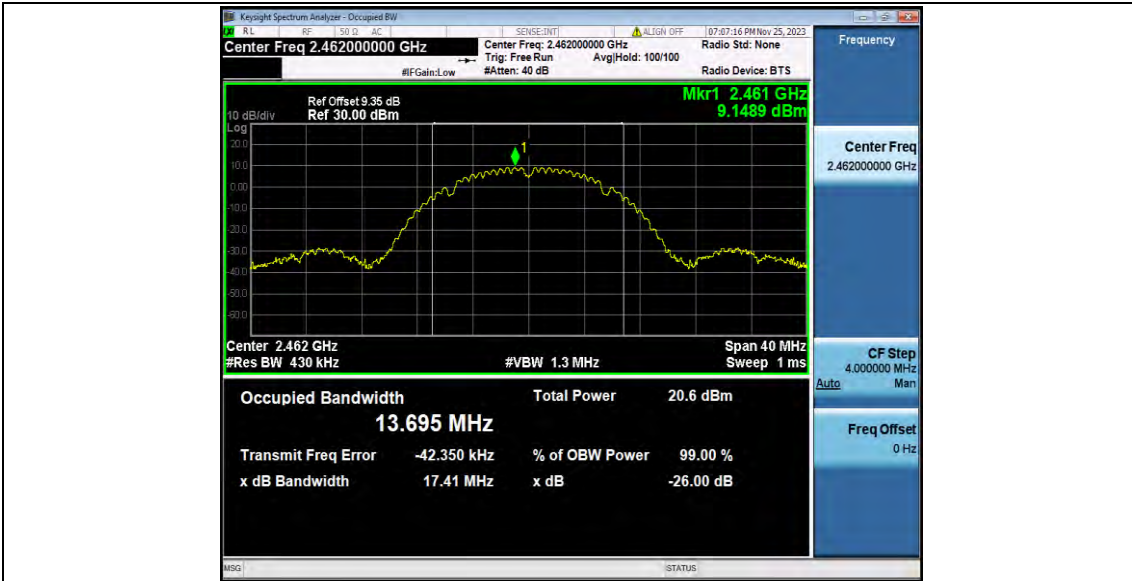 Keysight Spectrum Analyzer - Occupied BW
RL RF 50 Ω AC SENSE:INT ALIGN OFF 07:07:16 PM Nov 25, 2023
Center Freq 2.462000000 GHz
Center Freq: 2.462000000 GHz
Radio Std: None
Trig: Free Run Avg|Hold: 100/100
#IFGain:Low #Atten: 40 dB Radio Device: BTS
Frequency
Mkr1 2.461 GHz
9.1489 dBm
Ref Offset 9.35 dB
10 dB/div Ref 30.00 dBm
Log
20.0
10.0
0.00
-10.0
-20.0
-30.0
-40.0
-50.0
-60.0
1
Center 2.462 GHz Span 40 MHz
#Res BW 430 kHz #VBW 1.3 MHz Sweep 1 ms
Occupied Bandwidth Total Power 20.6 dBm
13.695 MHz
Transmit Freq Error -42.350 kHz % of OBW Power 99.00 %
x dB Bandwidth 17.41 MHz x dB -26.00 dB
Center Freq
2.462000000 GHz
CF Step
4.000000 MHz
Auto Man
Freq Offset
0 Hz
MSG STATUS